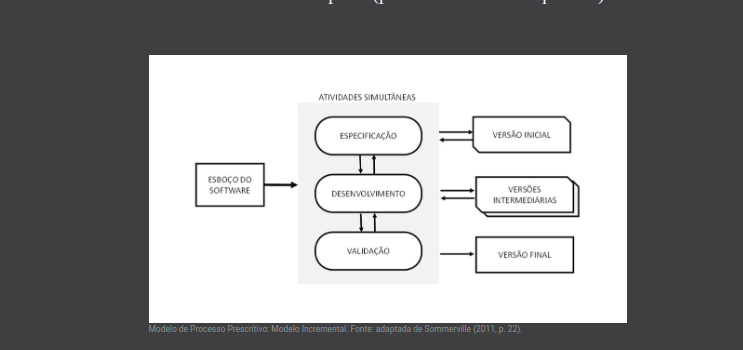 ATIVIDADES SIMULTÂNEAS
ESPECIFICAÇÃO
VERSÃO INICIAL
ESBOÇO DO
SOFTWARE
DESENVOLVIMENTO
VERSÕES
INTERMEDIÁRIAS
VALIDAÇÃO
VERSÃO FINAL
Modelo de Processo Prescritivo: Modelo Incremental. Fonte: adaptada de Sommerville (2011, p. 22).